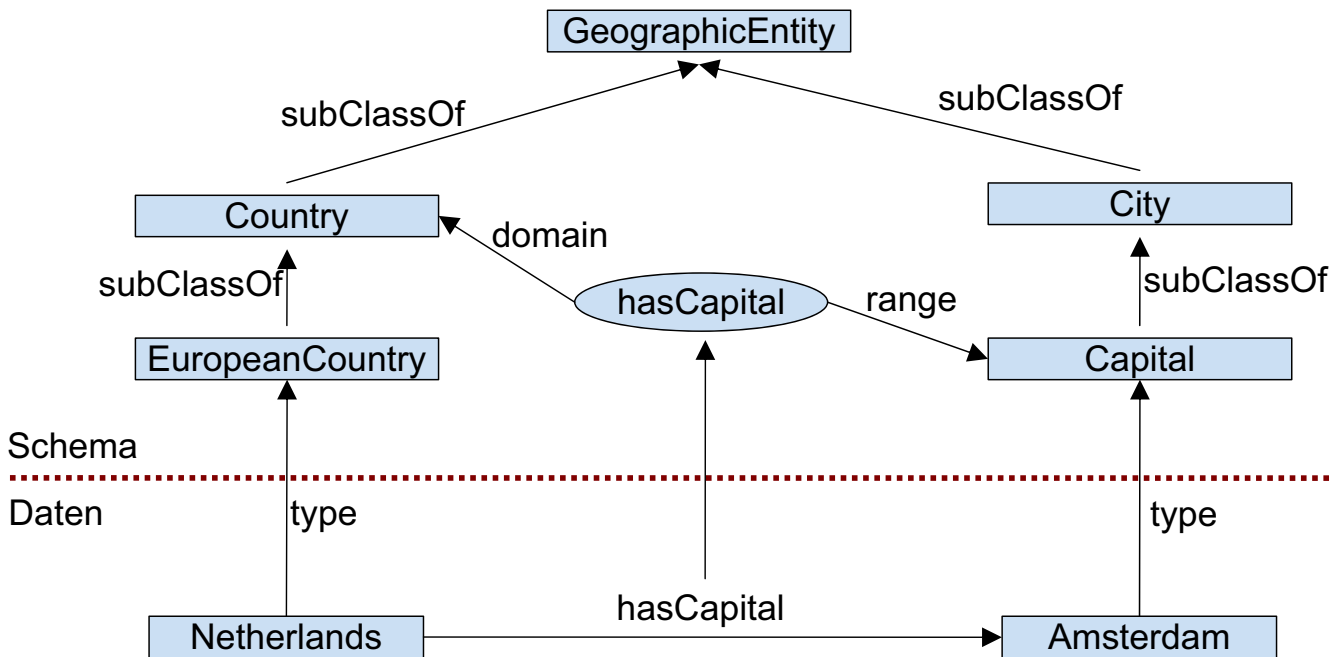 GeographicEntity
subClassOf
subClassOf
Country
City
domain
subClassOf
hasCapital
range
subClassOf
EuropeanCountry
Capital
Schema
Daten
type
type
hasCapital
Netherlands
Amsterdam